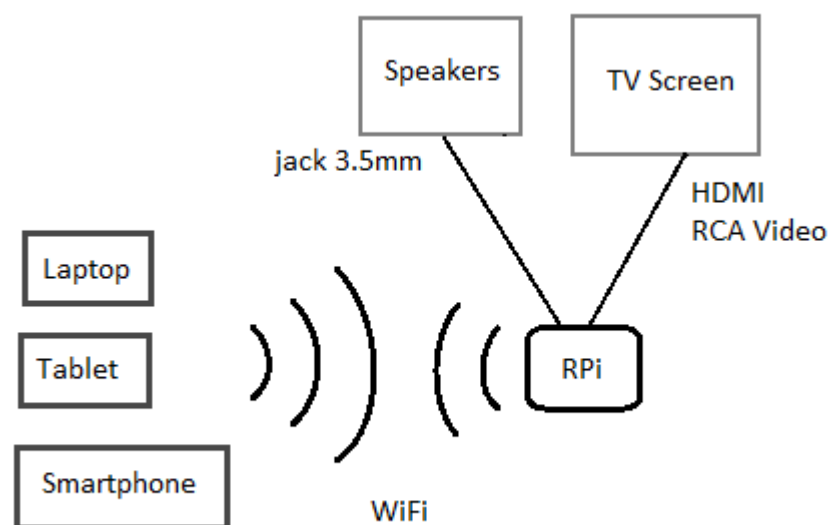 Speakers
TV Screen
jack 3.5mm
HDMI
RCA Video
Laptop
Tablet
RPi
Smartphone
WiFi